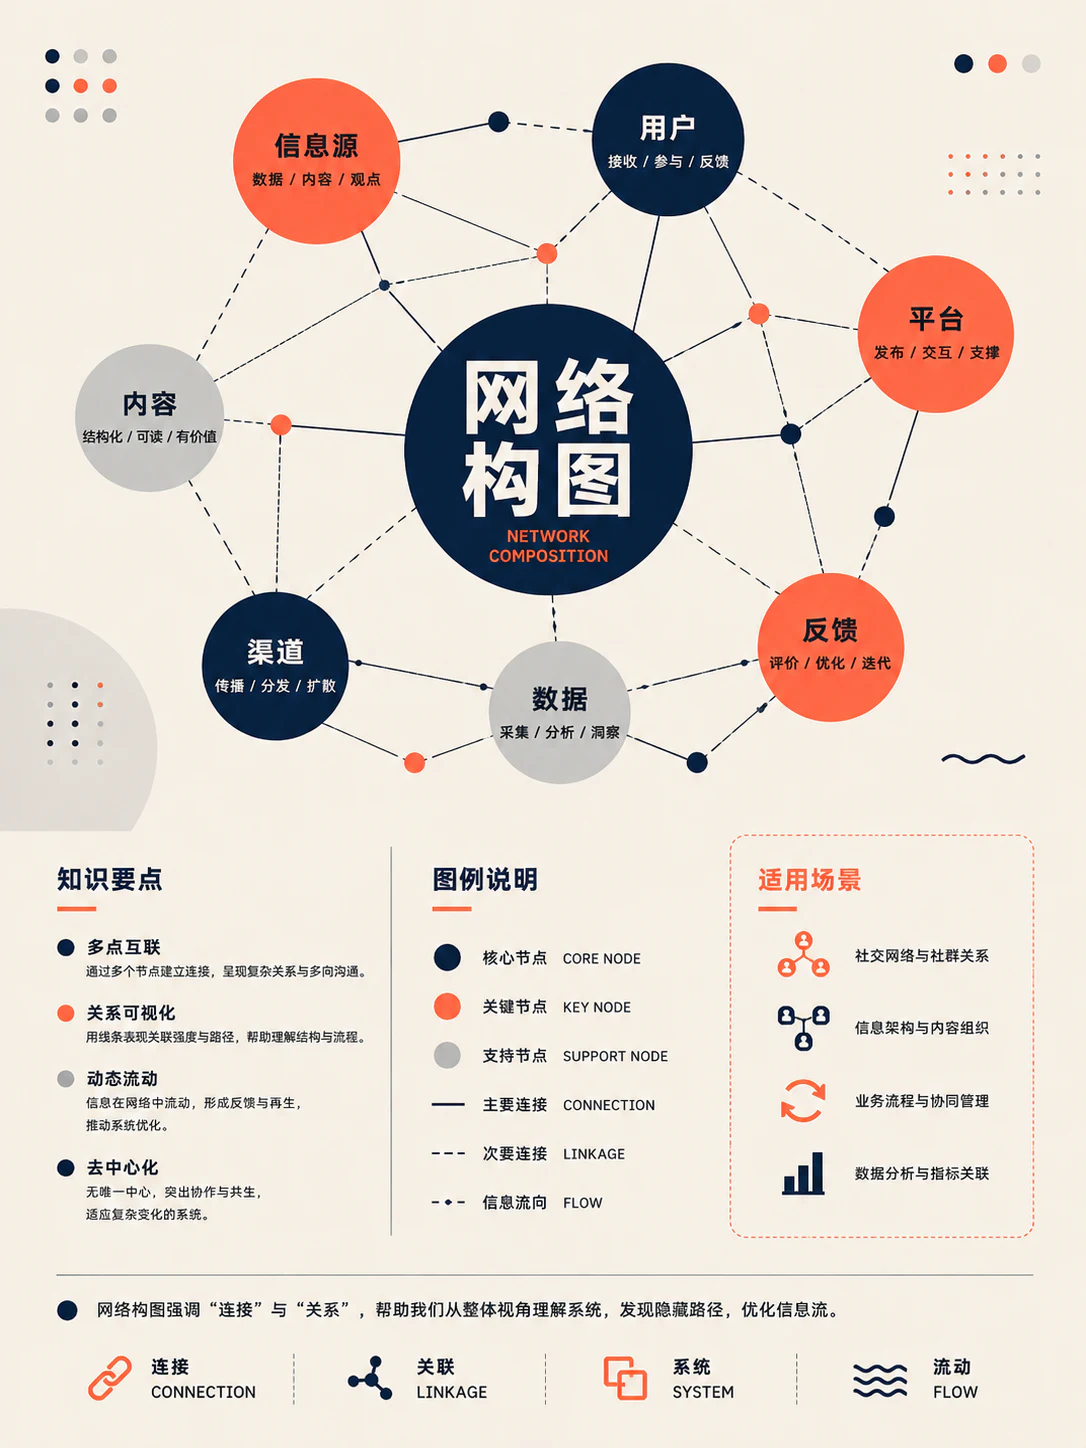 信息源
数据 / 内容 / 观点
用户
接收 / 参与 / 反馈
平台
发布 / 交互 / 支撑
内容
结构化 / 可读 / 有价值
网络
构图
NETWORK
COMPOSITION
渠道
传播 / 分发 / 扩散
数据
采集 / 分析 / 洞察
反馈
评价 / 优化 / 迭代
知识要点
多点互联
通过多个节点建立连接，呈现复杂关系与多向沟通。
关系可视化
用线条表现关联强度与路径，帮助理解结构与流程。
动态流动
信息在网络中流动，形成反馈与再生，
推动系统优化。
去中心化
无唯一中心，突出协作与共生，
适应复杂变化的系统。
图例说明
核心节点 CORE NODE
关键节点 KEY NODE
支持节点 SUPPORT NODE
主要连接 CONNECTION
次要连接 LINKAGE
信息流向 FLOW
适用场景
社交网络与社群关系
信息架构与内容组织
业务流程与协同管理
数据分析与指标关联
网络构图强调“连接”与“关系”，帮助我们从整体视角理解系统，发现隐藏路径，优化信息流。
连接
CONNECTION
关联
LINKAGE
系统
SYSTEM
流动
FLOW